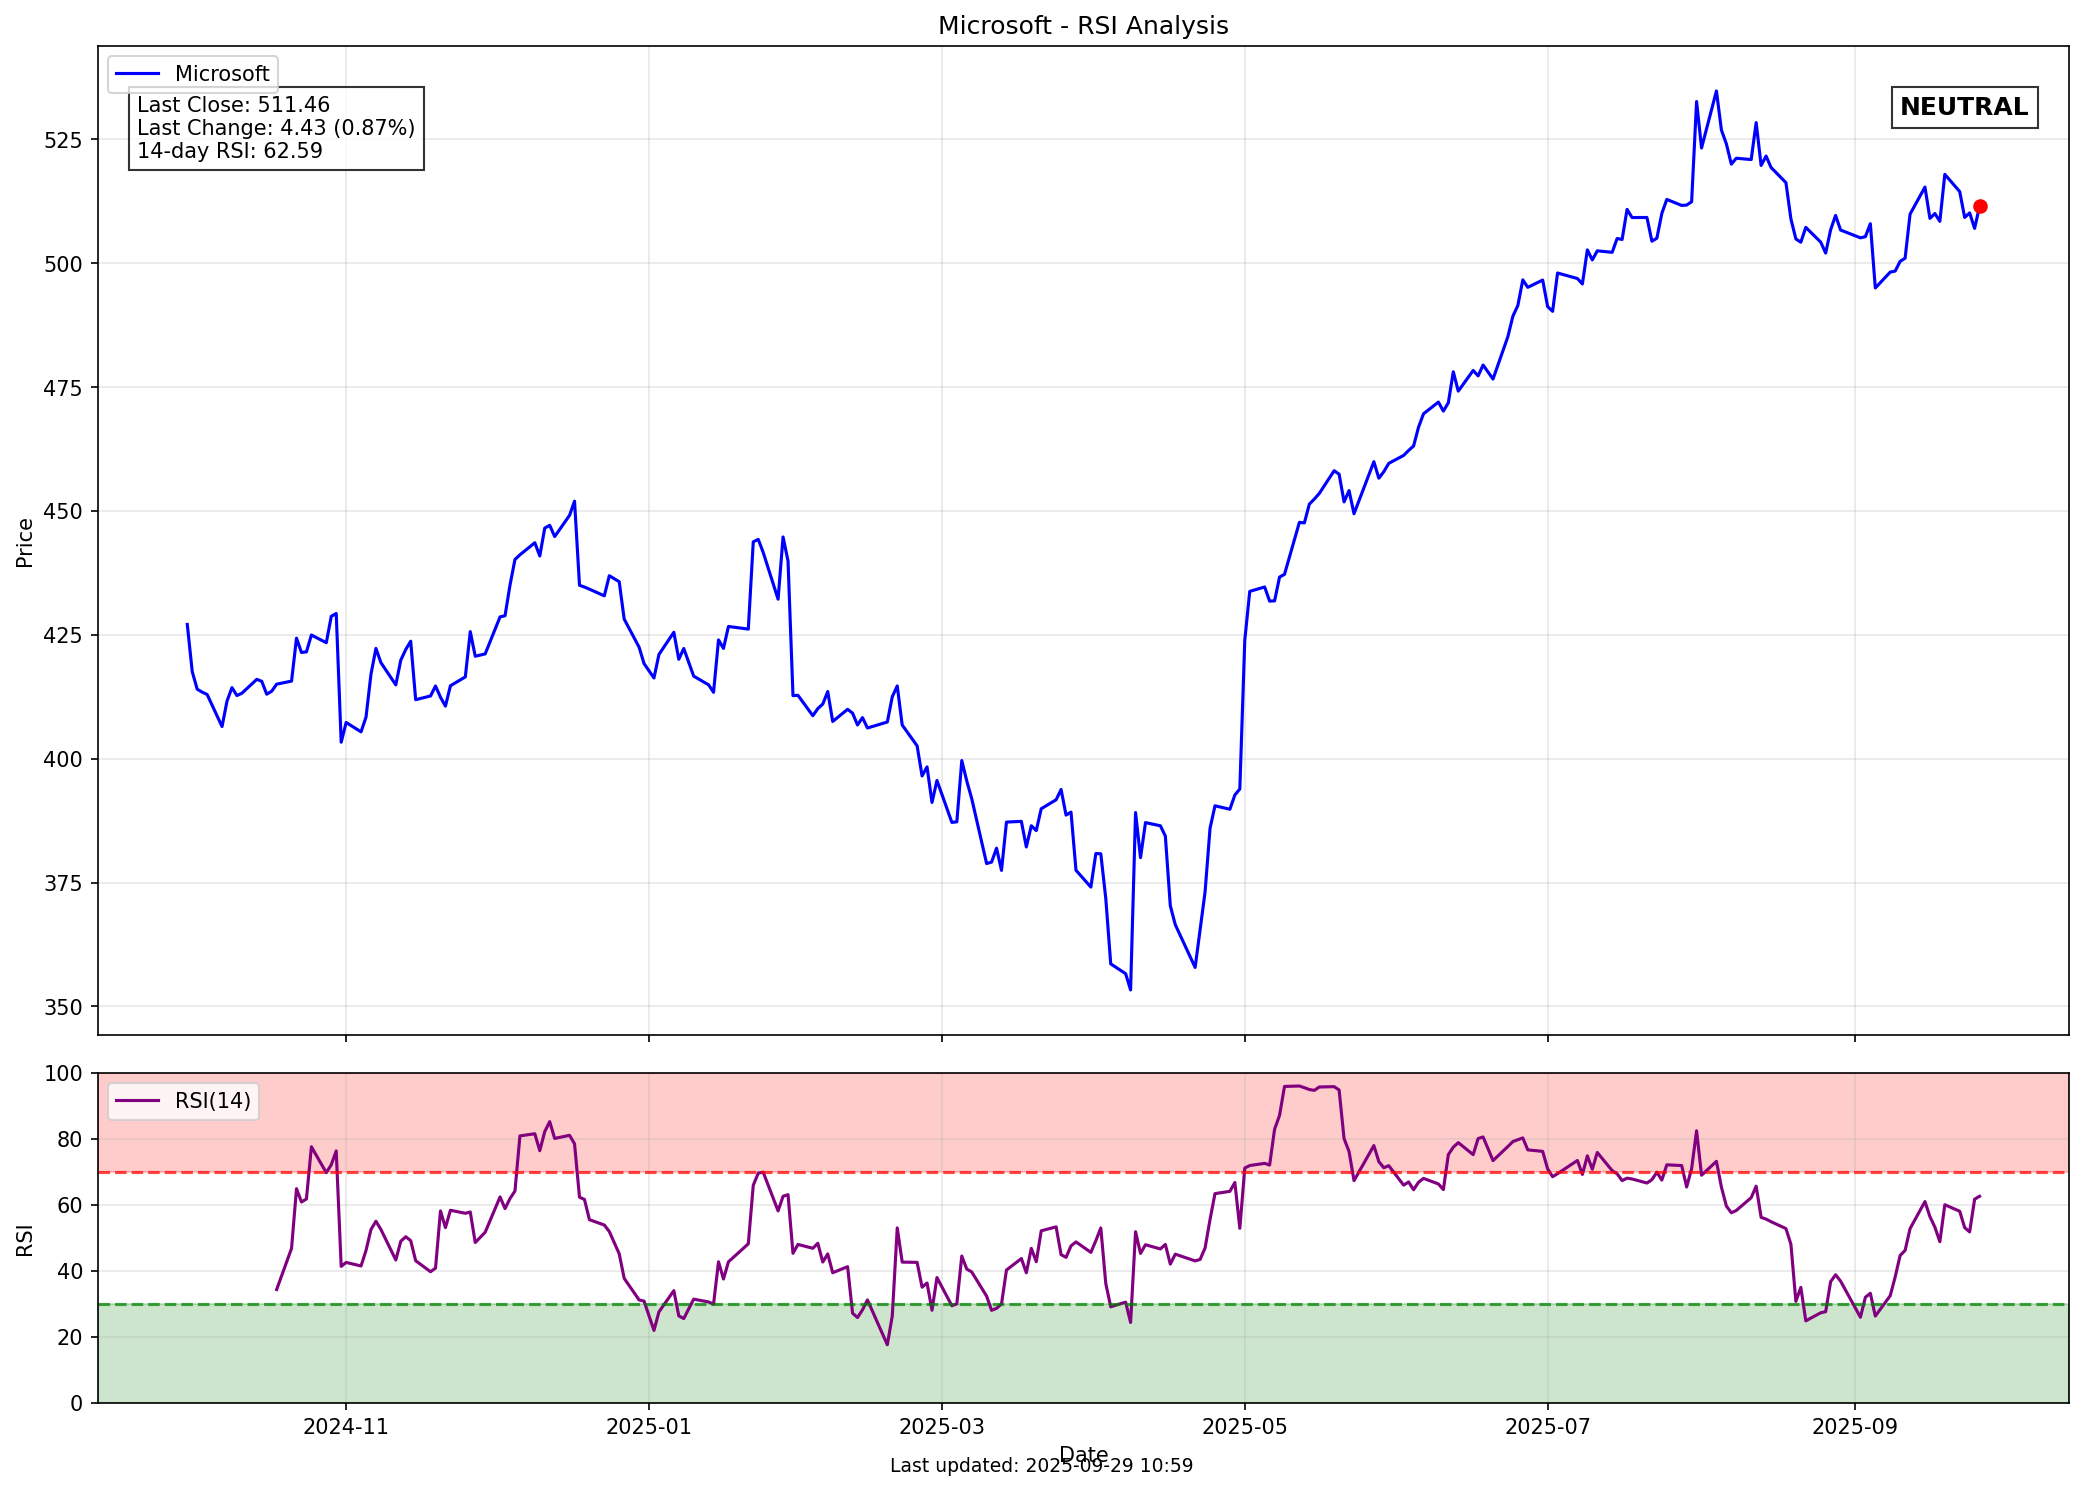 Microsoft - RSI Analysis
Microsoft
Last Close: 511.46
Last Change: 4.43 (0.87%)
14-day RSI: 62.59
NEUTRAL
Price
525
500
475
450
425
400
375
350
RSI(14)
RSI
100
80
60
40
20
0
2024-11
2025-01
2025-03
2025-05
2025-07
2025-09
Date
Last updated: 2025-09-29 10:59